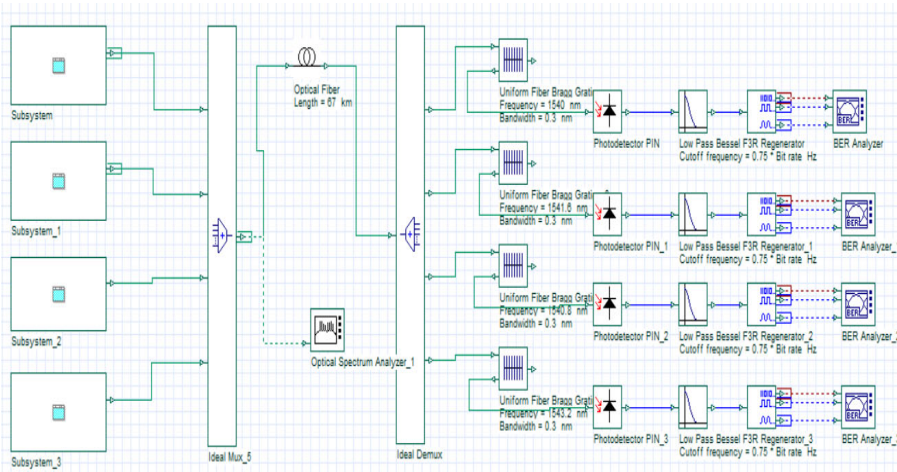 Subsystem
Subsystem_1
Subsystem_2
Subsystem_3
Ideal Mux_5
Optical Fiber
Length = 67 km
Optical Spectrum Analyzer_1
Ideal Demux
Uniform Fiber Bragg Grati
Frequency = 1540 nm
Bandwidth = 0.3 nm
Photodetector PIN
Low Pass Bessel F3R Regenerator
Cutoff frequency = 0.75 * Bit rate Hz
BER Analyzer
Uniform Fiber Bragg Grati
Frequency = 1541.6 nm
Bandwidth = 0.3 nm
Photodetector PIN_1
Low Pass Bessel F3R Regenerator_1
Cutoff frequency = 0.75 * Bit rate Hz
BER Analyzer_
Uniform Fiber Bragg Grati
Frequency = 1540.8 nm
Bandwidth = 0.3 nm
Photodetector PIN_2
Low Pass Bessel F3R Regenerator_2
Cutoff frequency = 0.75 * Bit rate Hz
BER Analyzer_
Uniform Fiber Bragg Grati
Frequency = 1543.2 nm
Bandwidth = 0.3 nm
Photodetector PIN_3
Low Pass Bessel F3R Regenerator_3
Cutoff frequency = 0.75 * Bit rate Hz
BER Analyzer_